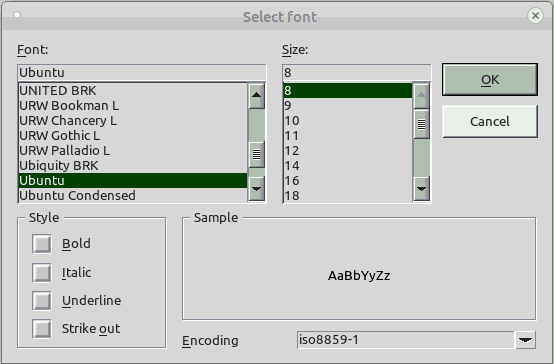 Select font
Font:
Size:
Ubuntu
8
OK
UNITED BRK
URW Bookman L
URW Chancery L
URW Gothic L
URW Palladio L
Ubiquity BRK
Ubuntu
Ubuntu Condensed
8
9
10
11
12
14
16
18
Cancel
Style
Bold
Italic
Underline
Strike out
Sample
AaBbYyZz
Encoding
iso8859-1